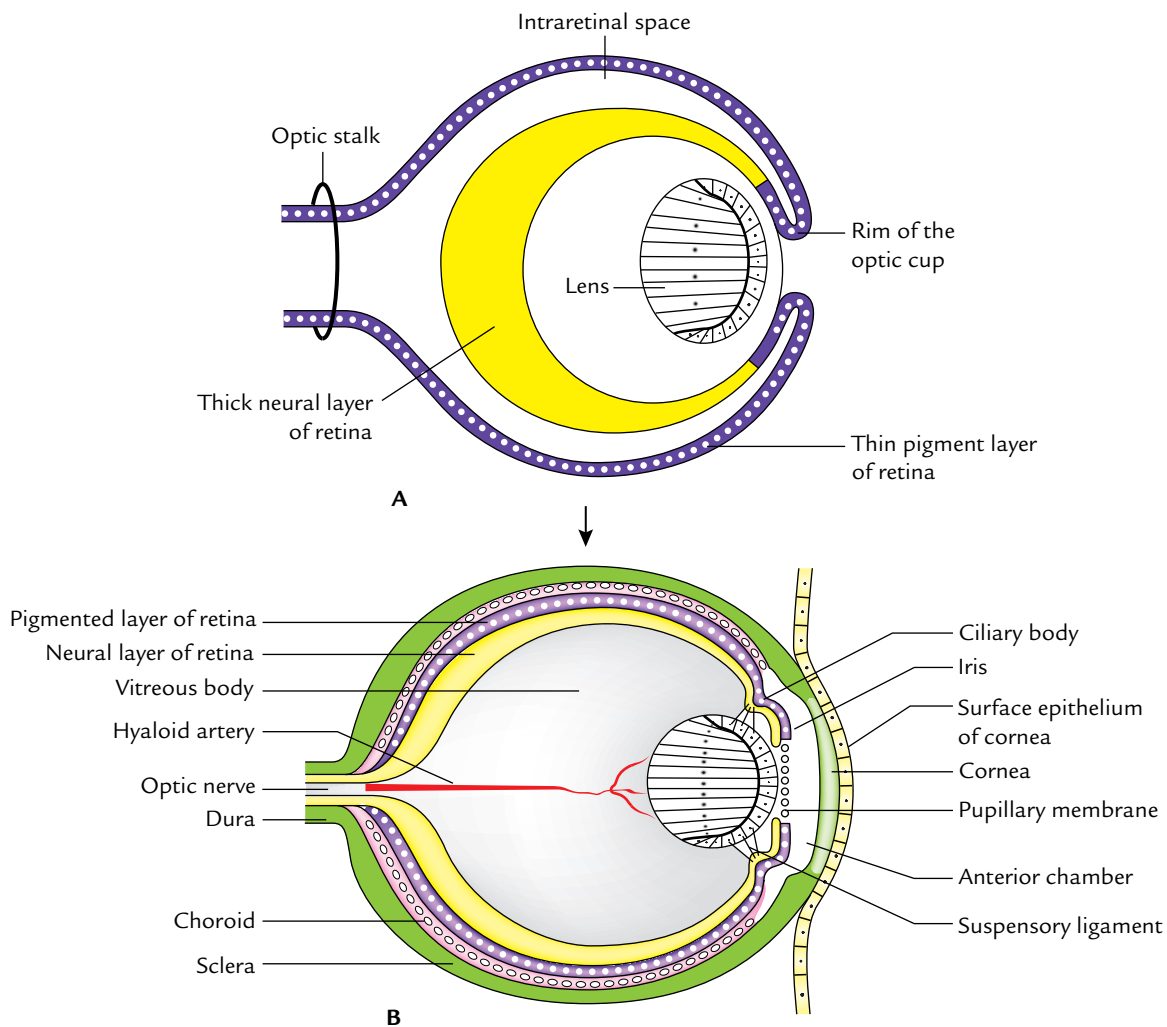 Intraretinal space
Optic stalk
Rim of the
optic cup
Lens
Thick neural layer
of retina
Thin pigment layer
of retina
A
Pigmented layer of retina
Neural layer of retina
Vitreous body
Hyaloid artery
Optic nerve
Dura
Choroid
Sclera
Ciliary body
Iris
Surface epithelium
of cornea
Cornea
Pupillary membrane
Anterior chamber
Suspensory ligament
B